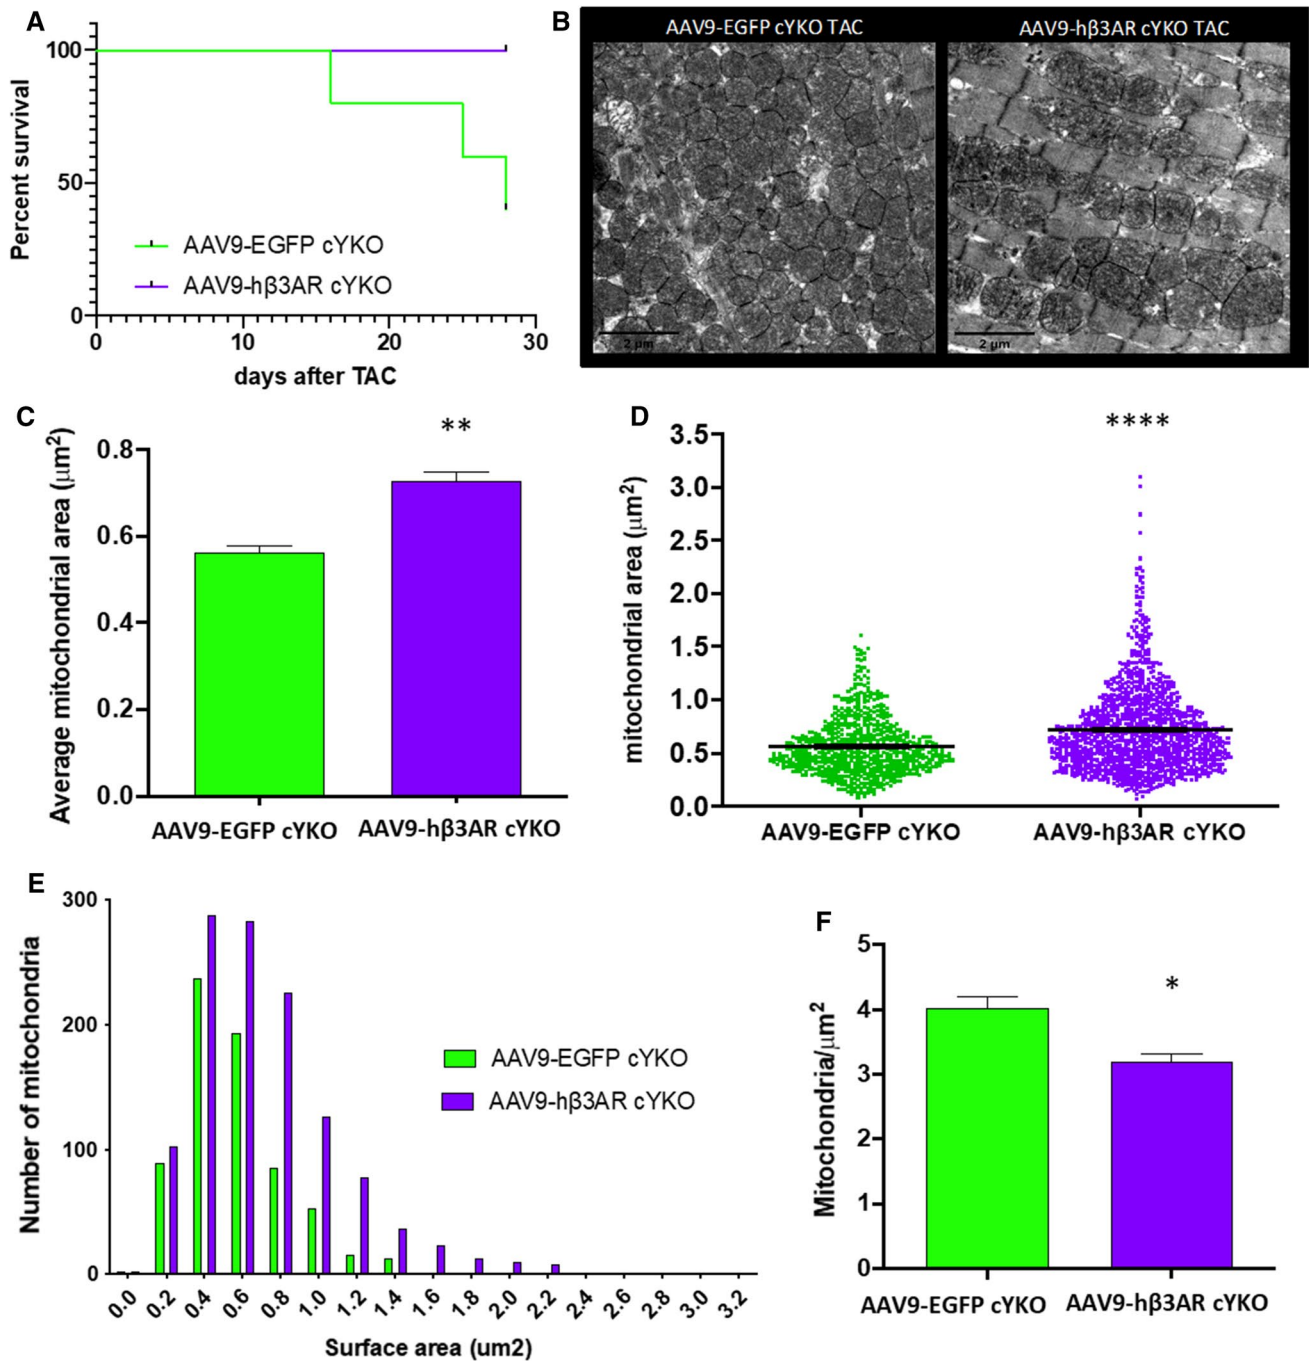 A
100
50
0
Percent survival
AAV9-EGFP cYKO
AAV9-hβ3AR cYKO
0 10 20 30
days after TAC
B
AAV9-EGFP cYKO TAC
AAV9-hβ3AR cYKO TAC
2 µm
2 µm
C
Average mitochondrial area (µm²)
0.8
0.6
0.4
0.2
0.0
**
AAV9-EGFP cYKO
AAV9-hβ3AR cYKO
D
mitochondrial area (µm²)
3.5
3.0
2.5
2.0
1.5
1.0
0.5
0.0
****
AAV9-EGFP cYKO
AAV9-hβ3AR cYKO
E
Number of mitochondria
300
200
100
0
AAV9-EGFP cYKO
AAV9-hβ3AR cYKO
0.0 0.2 0.4 0.6 0.8 1.0 1.2 1.4 1.6 1.8 2.0 2.2 2.4 2.6 2.8 3.0 3.2
Surface area (um2)
F
Mitochondria/µm²
5
4
3
2
1
0
*
AAV9-EGFP cYKO
AAV9-hβ3AR cYKO